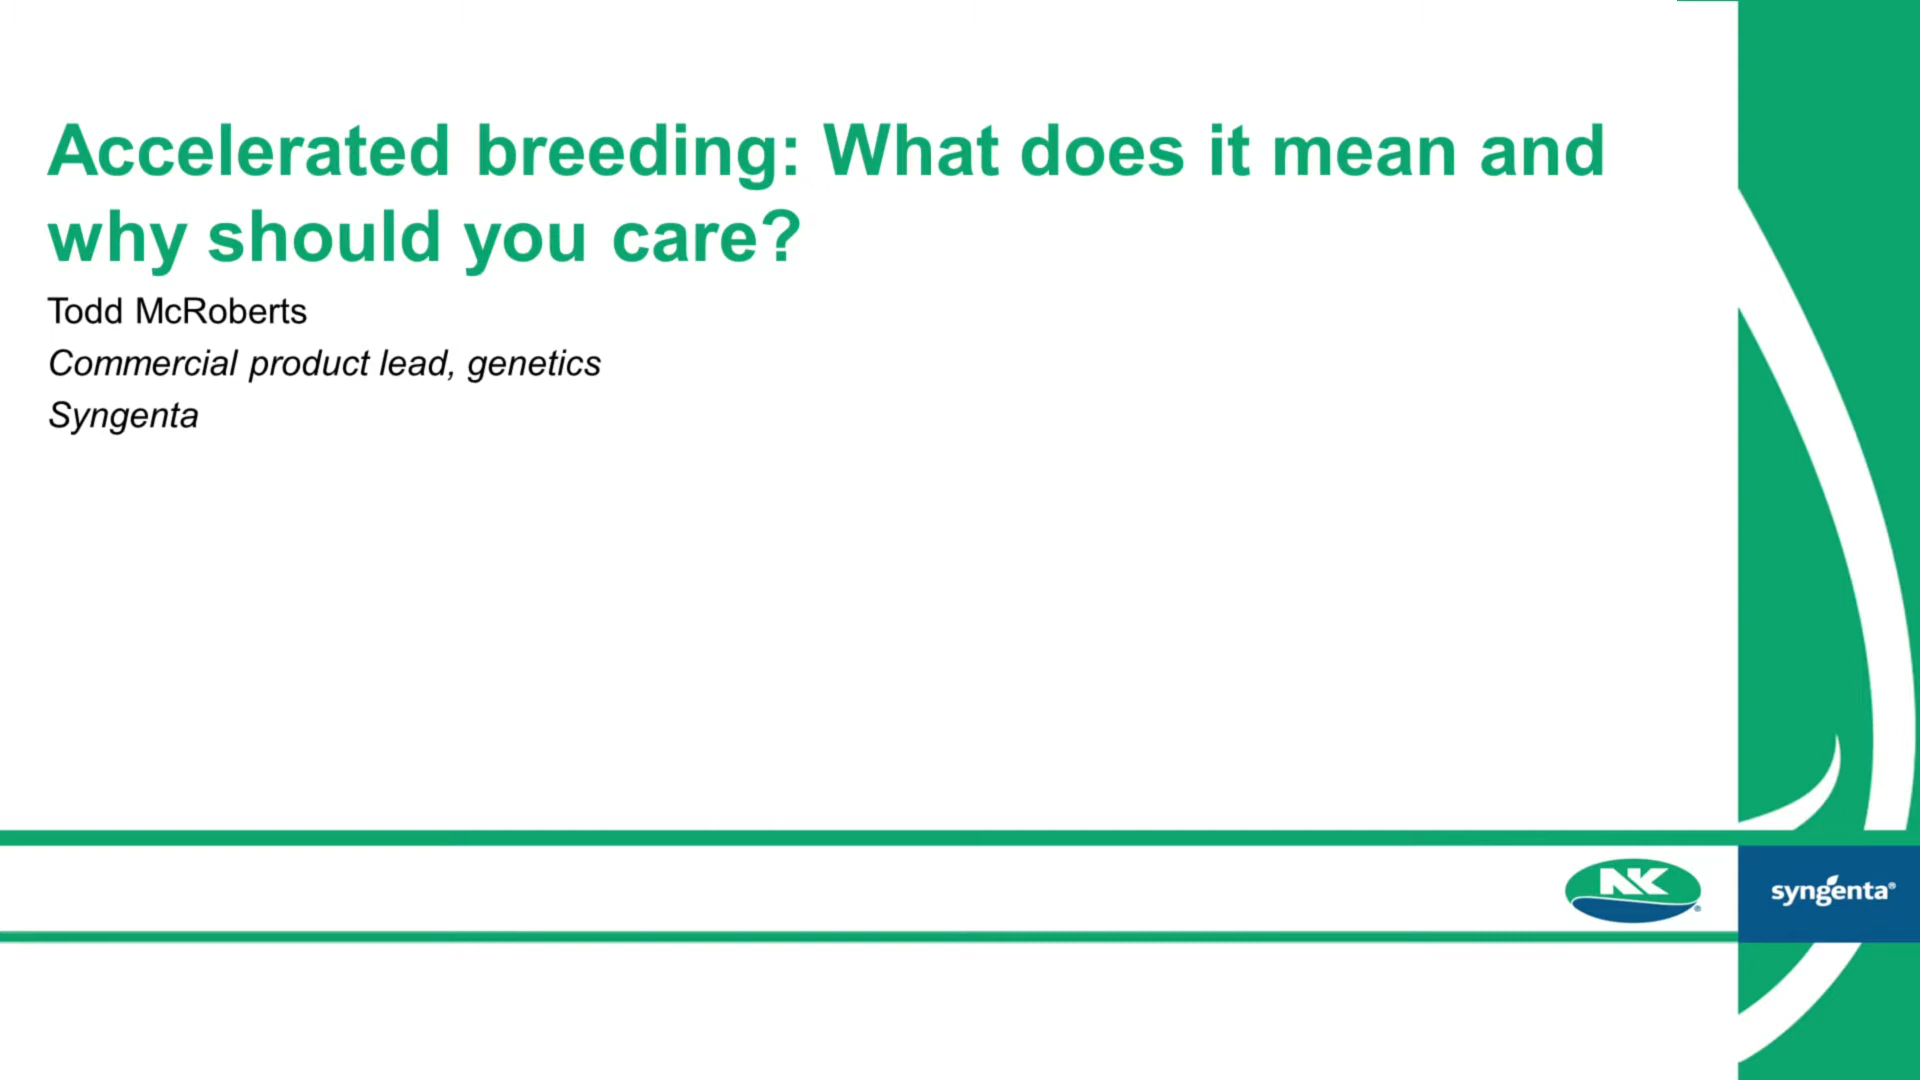 Accelerated breeding: What does it mean and
why should you care?
Todd McRoberts
Commercial product lead, genetics
Syngenta
NK®
syngenta®